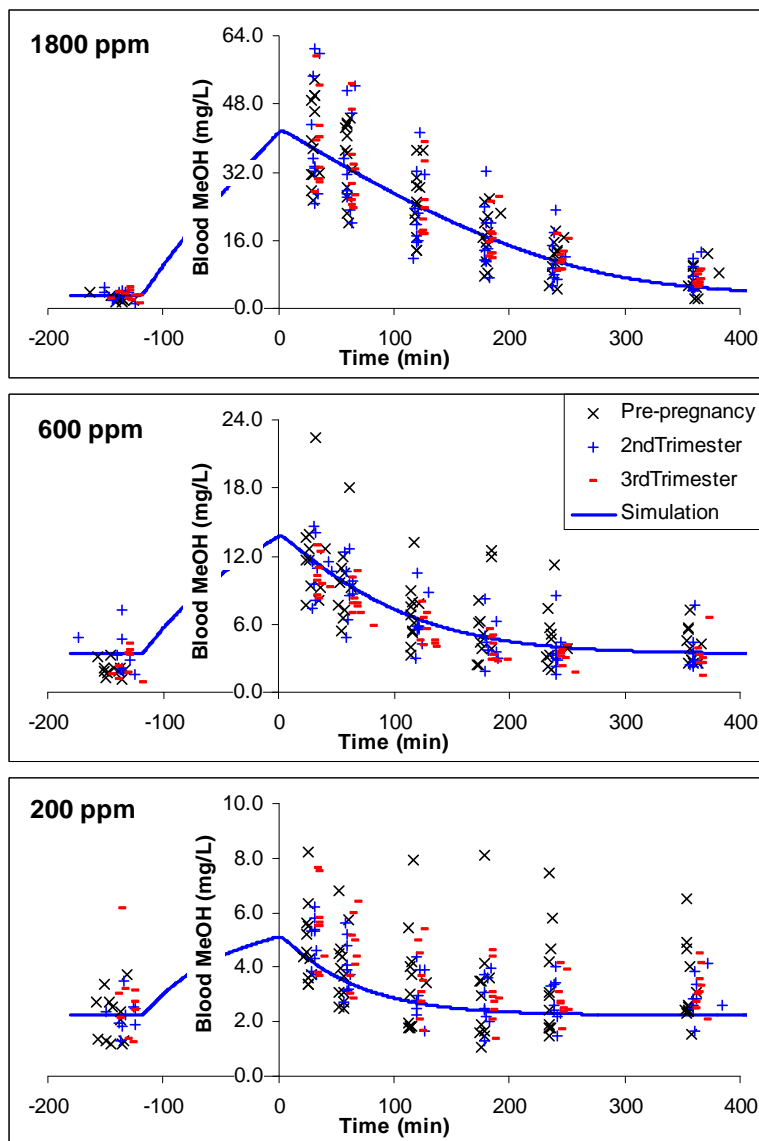 1800 ppm
Blood MeOH (mg/L)
64.0
48.0
32.0
16.0
0.0
-200 -100 0 100 200 300 400
Time (min)
600 ppm
Blood MeOH (mg/L)
24.0
18.0
12.0
6.0
0.0
Pre-pregnancy
2ndTrimester
3rdTrimester
Simulation
-200 -100 0 100 200 300 400
Time (min)
200 ppm
Blood MeOH (mg/L)
10.0
8.0
6.0
4.0
2.0
0.0
-200 -100 0 100 200 300 400
Time (min)